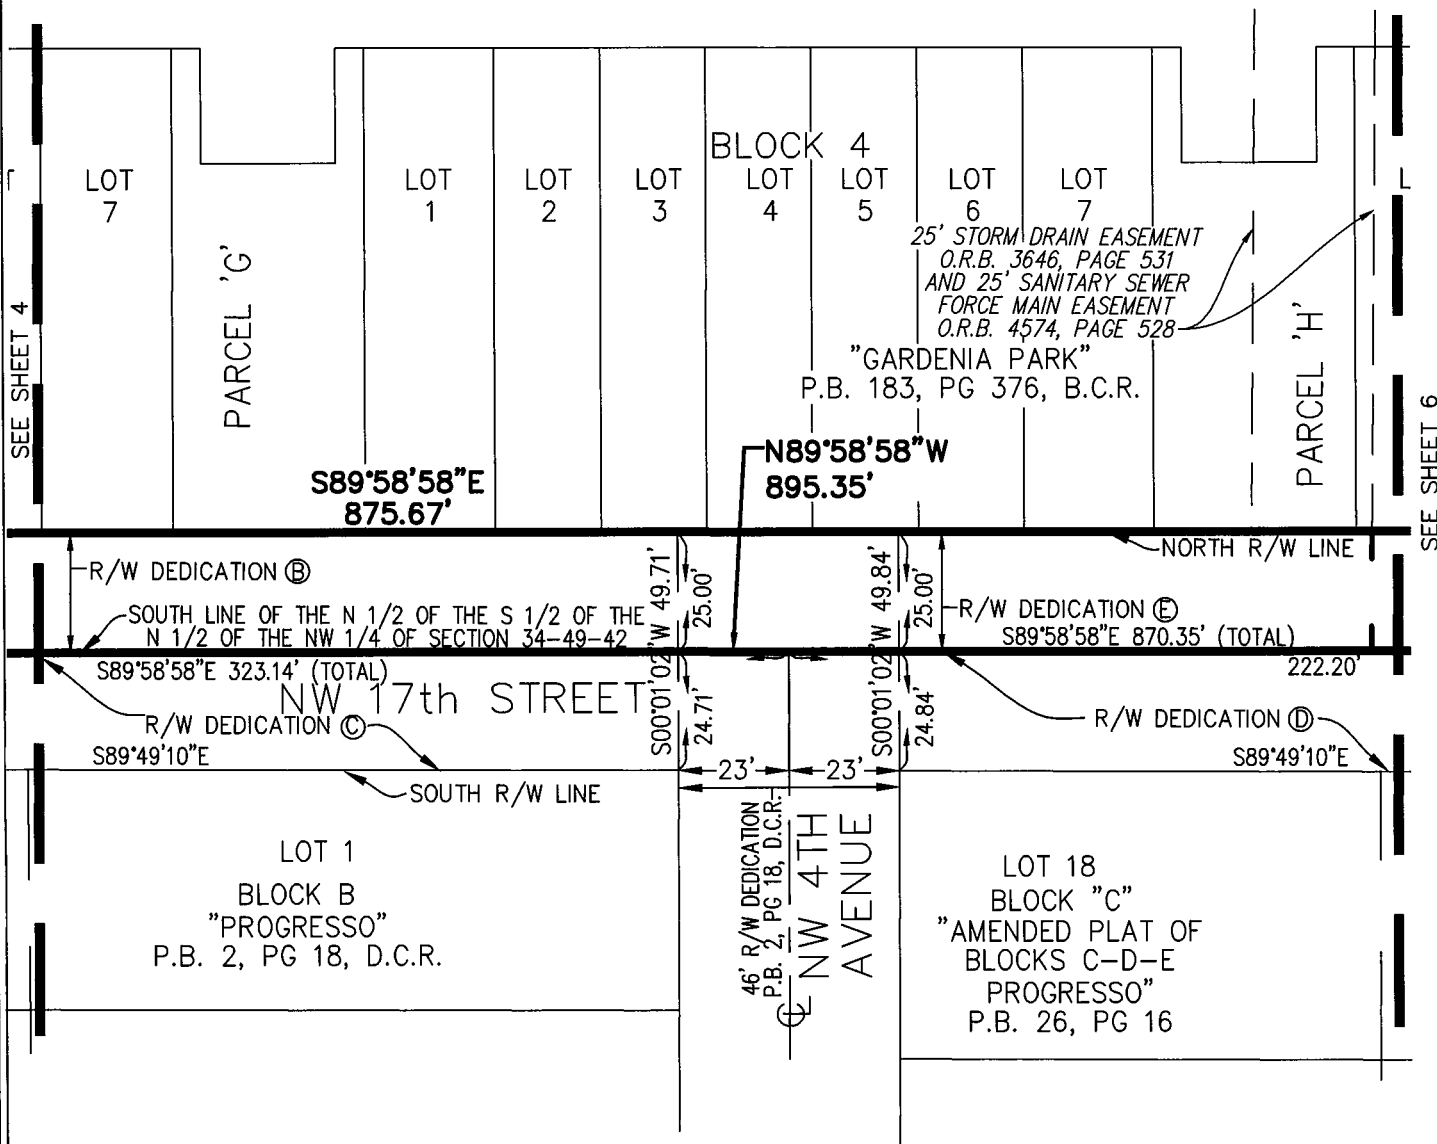 BLOCK 4
LOT
7
LOT
1
LOT
2
LOT
3
LOT
4
LOT
5
LOT
6
LOT
7
L
25' STORM DRAIN EASEMENT
O.R.B. 3646, PAGE 531
AND 25' SANITARY SEWER
FORCE MAIN EASEMENT
O.R.B. 4574, PAGE 528
PARCEL 'G'
PARCEL 'H'
SEE SHEET 4
SEE SHEET 6
"GARDENIA PARK"
P.B. 183, PG 376, B.C.R.
S89°58'58"E
875.67'
N89°58'58"W
895.35'
NORTH R/W LINE
R/W DEDICATION Ⓑ
SOUTH LINE OF THE N 1/2 OF THE S 1/2 OF THE
N 1/2 OF THE NW 1/4 OF SECTION 34-49-42
S00°01'02"W 49.71'
25.00'
24.71'
S00°01'02"W 49.84'
25.00'
24.84'
R/W DEDICATION Ⓔ
S89°58'58"E 870.35' (TOTAL)
222.20'
S89°58'58"E 323.14' (TOTAL)
NW 17th STREET
R/W DEDICATION Ⓒ
R/W DEDICATION Ⓓ
S89°49'10"E
S89°49'10"E
SOUTH R/W LINE
23'
23'
46' R/W DEDICATION
P.B. 2, PG 18, D.C.R.
NW 4TH
AVENUE
℄
LOT 1
BLOCK B
"PROGRESSO"
P.B. 2, PG 18, D.C.R.
LOT 18
BLOCK "C"
"AMENDED PLAT OF
BLOCKS C-D-E
PROGRESSO"
P.B. 26, PG 16